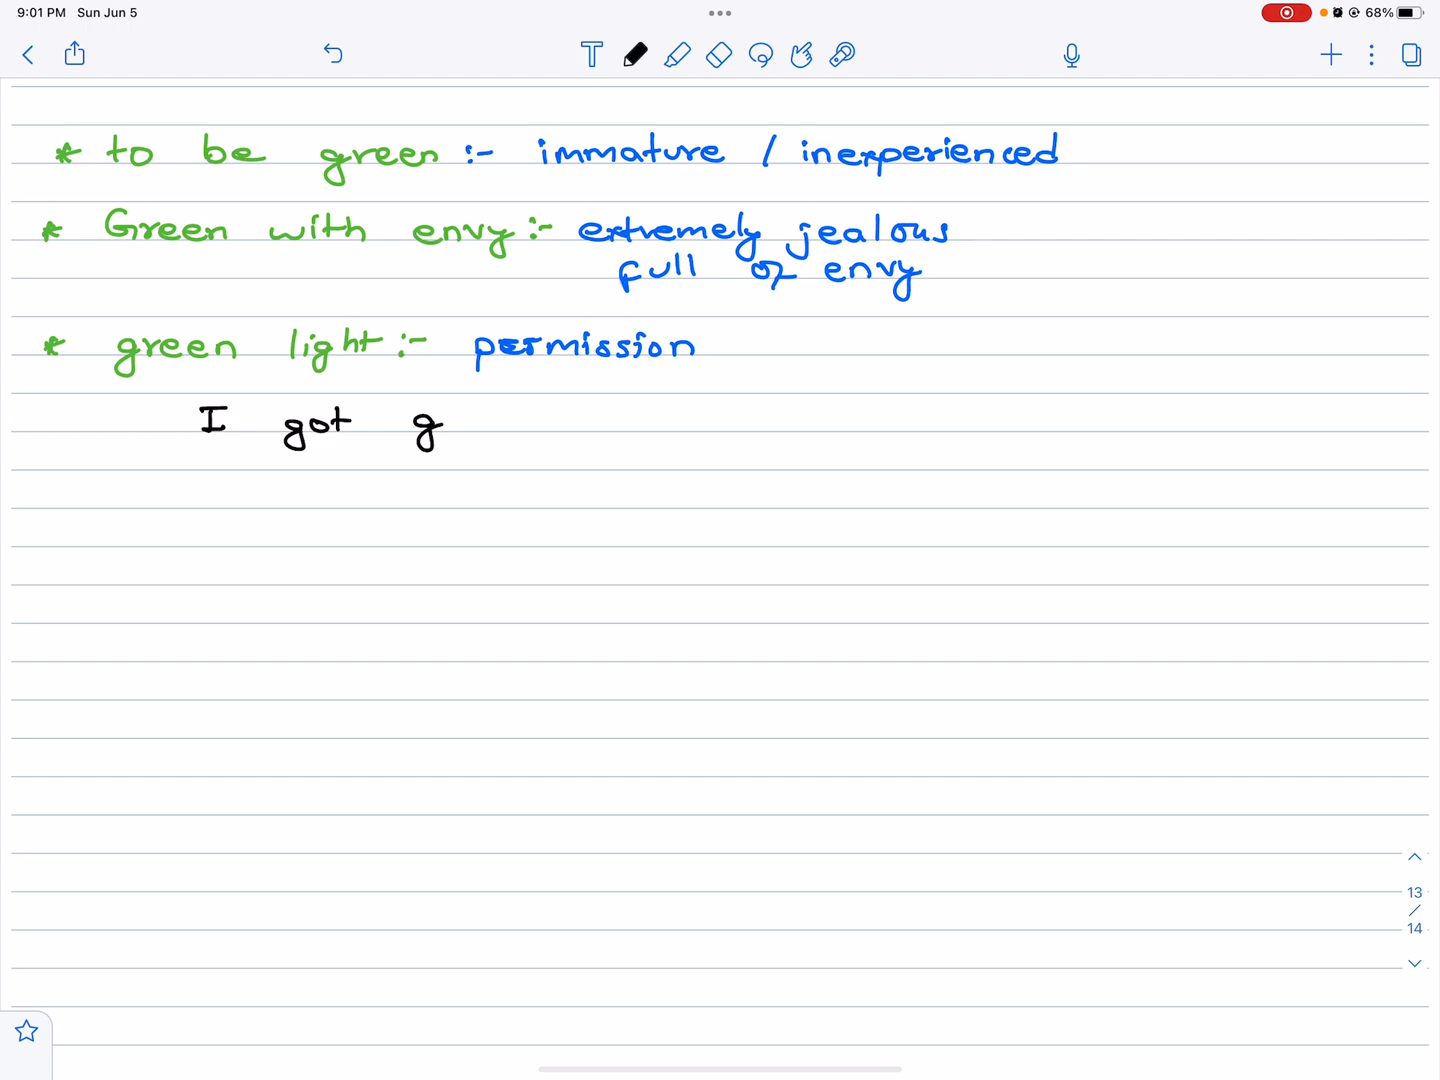 9:01 PM Sun Jun 5
68%
* to be green :- immature / inexperienced
* Green with envy :- extremely jealous
full of envy
* green light :- permission
I got g
13
/
14